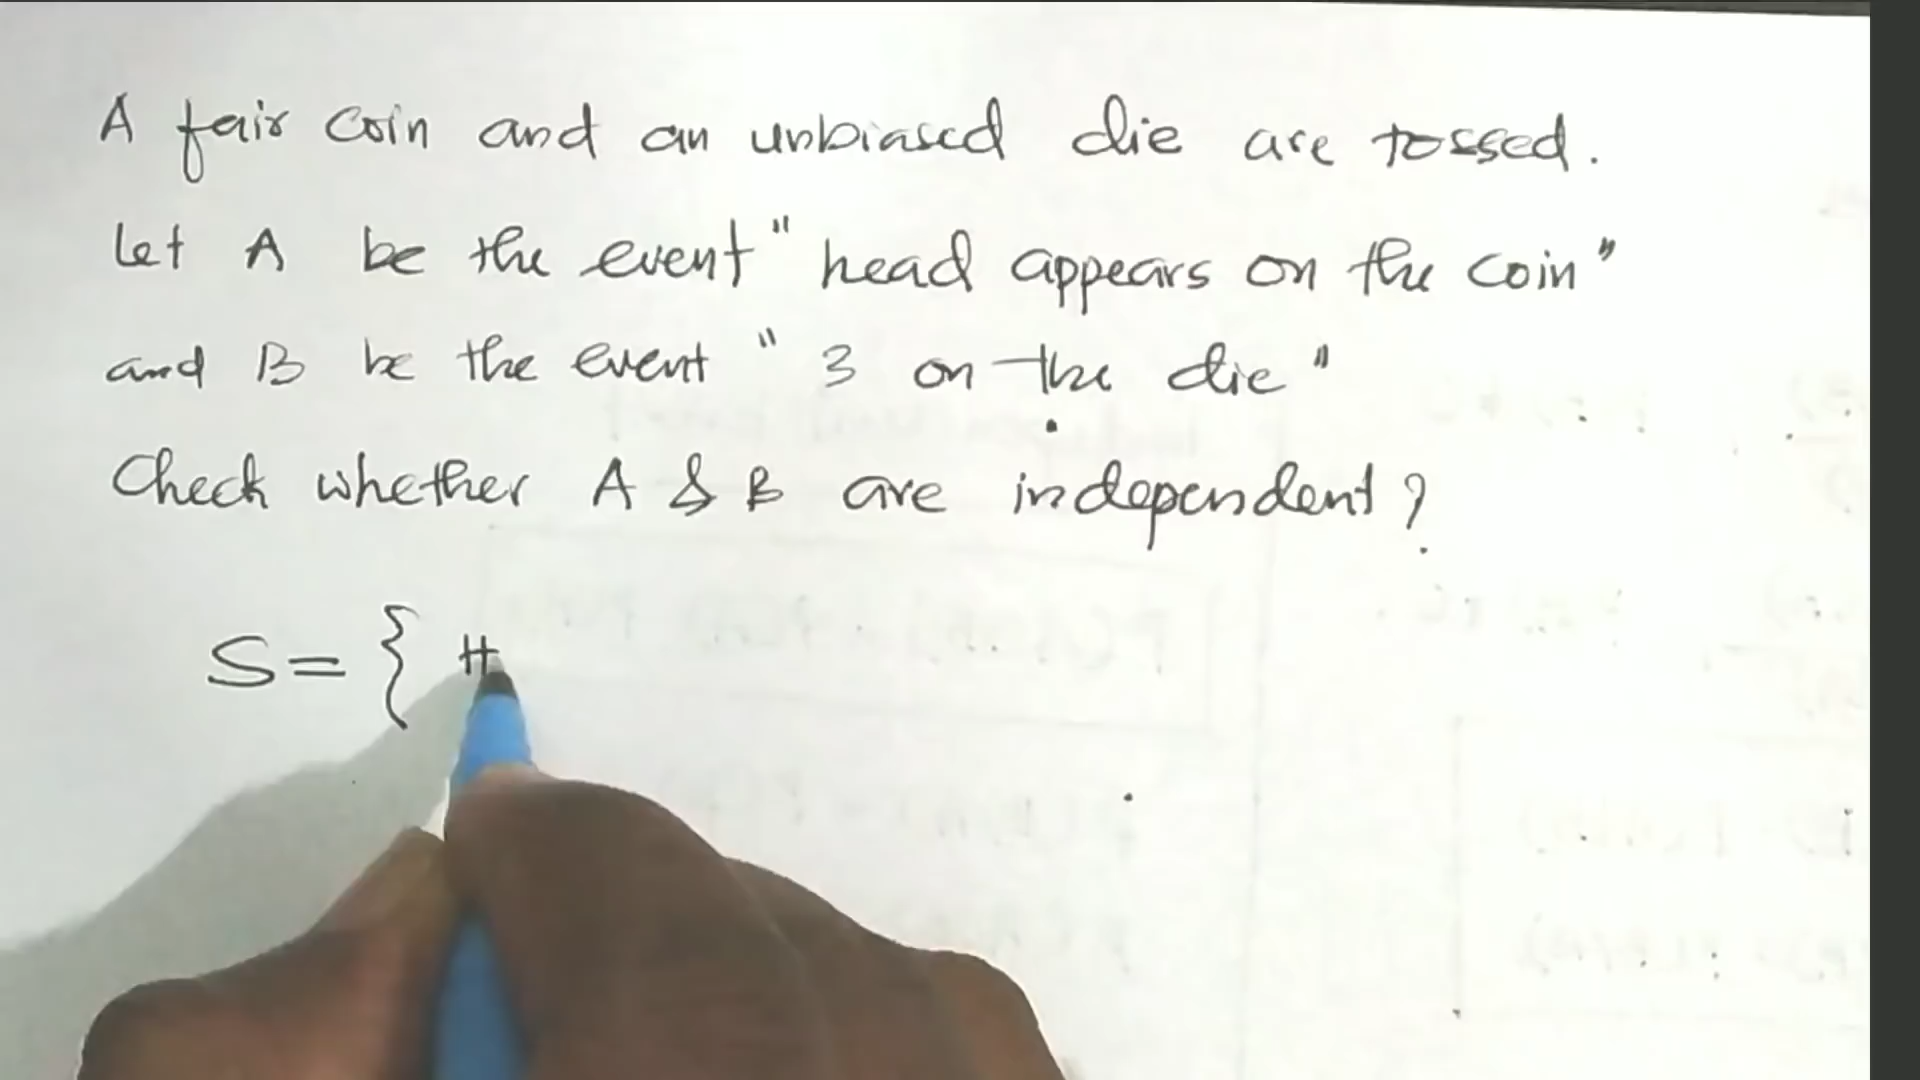 A fair coin and an unbiased die are tossed.
Let A be the event "head appears on the coin"
and B be the event "3 on the die"
Check whether A & B are independent?
S = { H